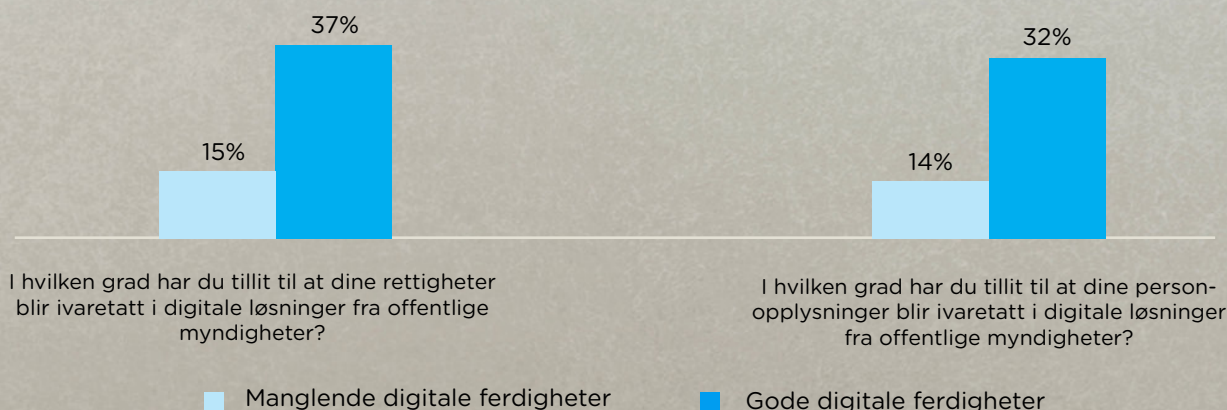 37%
32%
15%
14%
I hvilken grad har du tillit til at dine rettigheter
blir ivaretatt i digitale løsninger fra offentlige
myndigheter?
I hvilken grad har du tillit til at dine person-
opplysninger blir ivaretatt i digitale løsninger
fra offentlige myndigheter?
Manglende digitale ferdigheter
Gode digitale ferdigheter